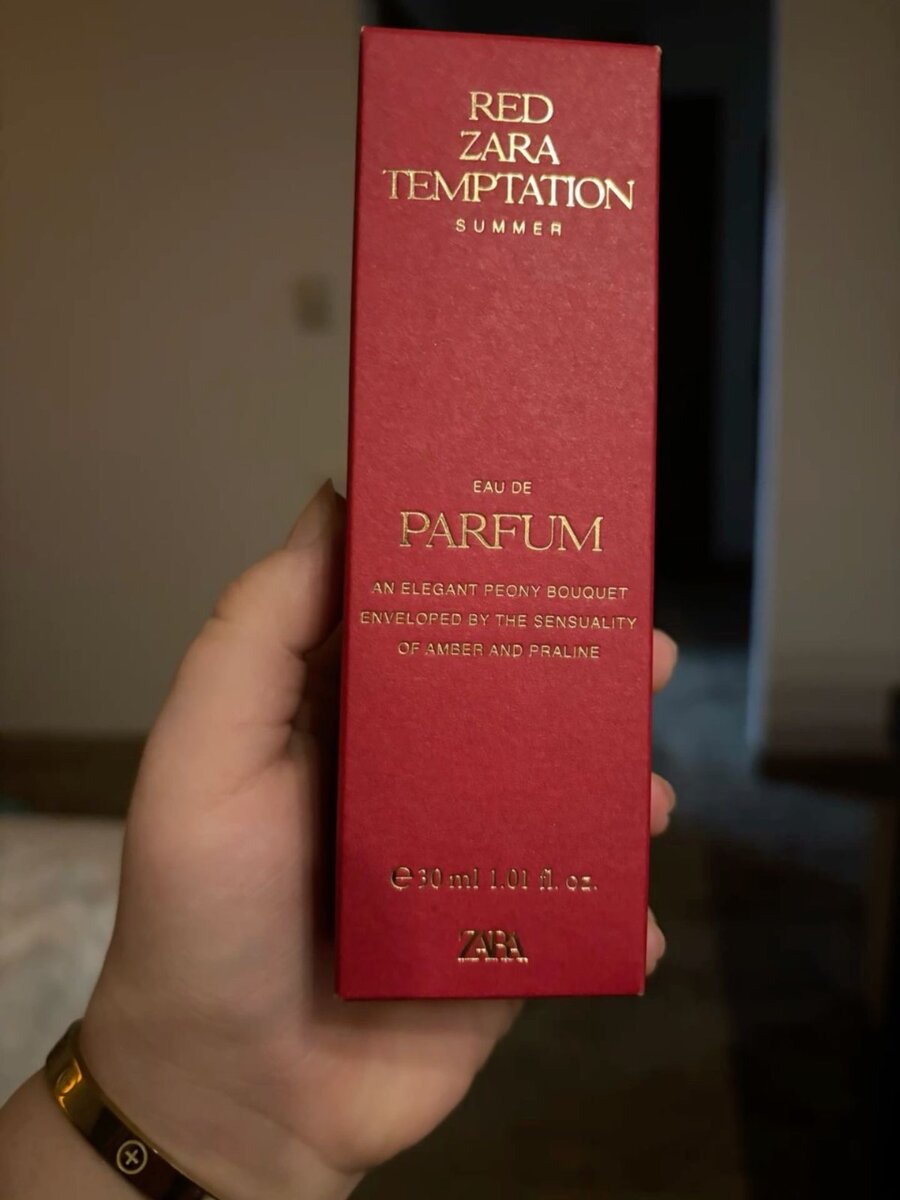 RED
ZARA
TEMPTATION
SUMMER
EAU DE
PARFUM
AN ELEGANT PEONY BOUQUET
ENVELOPED BY THE SENSUALITY
OF AMBER AND PRALINE
℮ 30 ml 1.01 fl. oz.
ZARA